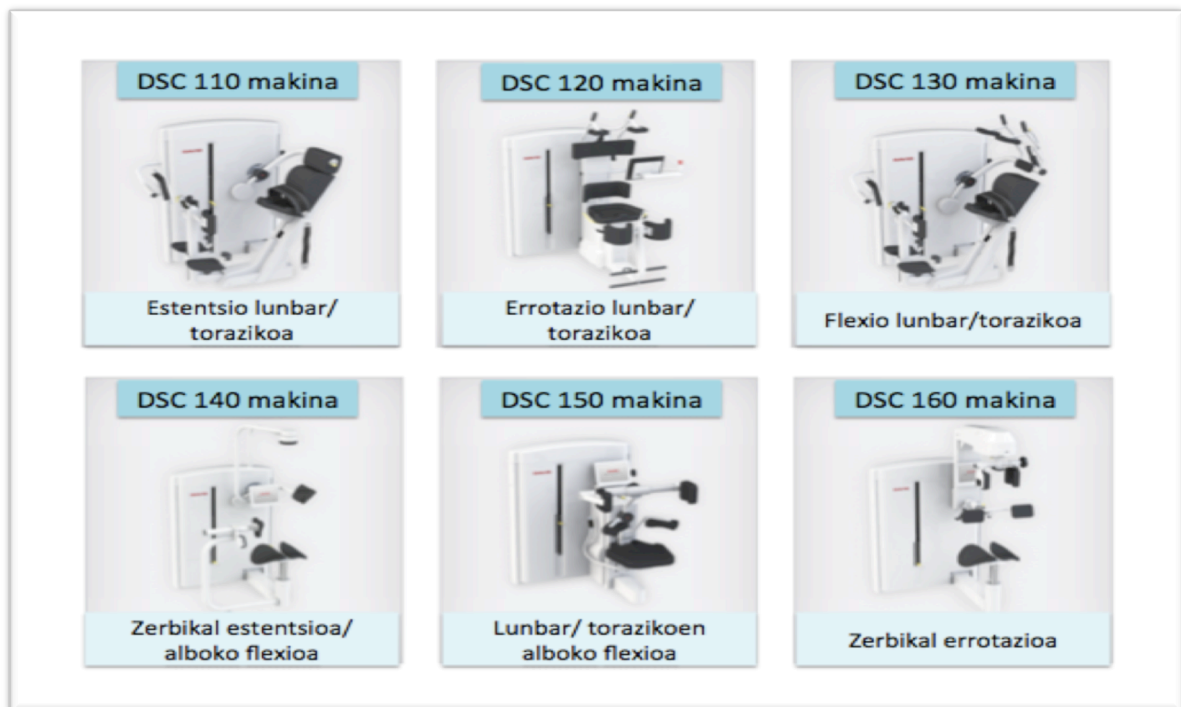 DSC 110 makina
DSC 120 makina
DSC 130 makina
Estentsio lunbar/
torazikoa
Errotazio lunbar/
torazikoa
Flexio lunbar/torazikoa
DSC 140 makina
DSC 150 makina
DSC 160 makina
Zerbikal estentsioa/
alboko flexioa
Lunbar/ torazikoen
alboko flexioa
Zerbikal errotazioa